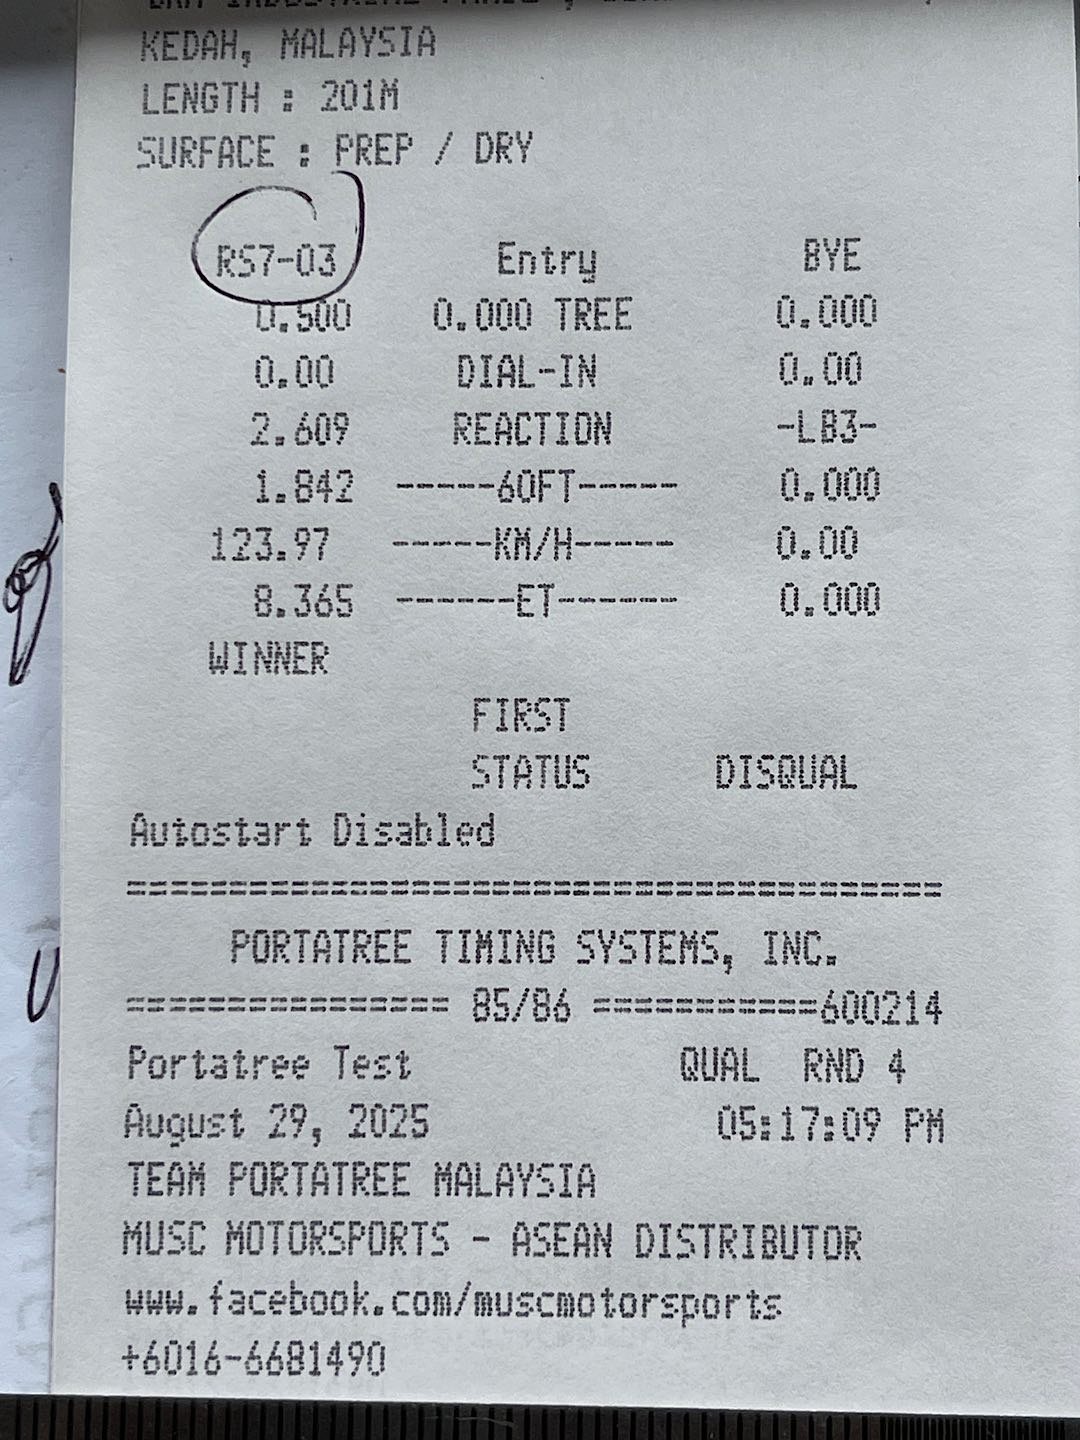 KEDAH, MALAYSIA
LENGTH : 201M
SURFACE : PREP / DRY
RS7-03 Entry BYE
0.500 0.000 TREE 0.000
0.00 DIAL-IN 0.00
2.609 REACTION -LB3-
1.842 -----60FT----- 0.000
123.97 -----KM/H----- 0.00
8.365 ------ET------ 0.000
WINNER
FIRST
STATUS DISQUAL
Autostart Disabled
=========================================
PORTATREE TIMING SYSTEMS, INC.
================ 85/86 ===========600214
Portatree Test QUAL RND 4
August 29, 2025 05:17:09 PM
TEAM PORTATREE MALAYSIA
MUSC MOTORSPORTS - ASEAN DISTRIBUTOR
www.facebook.com/muscmotorsports
+6016-6681490